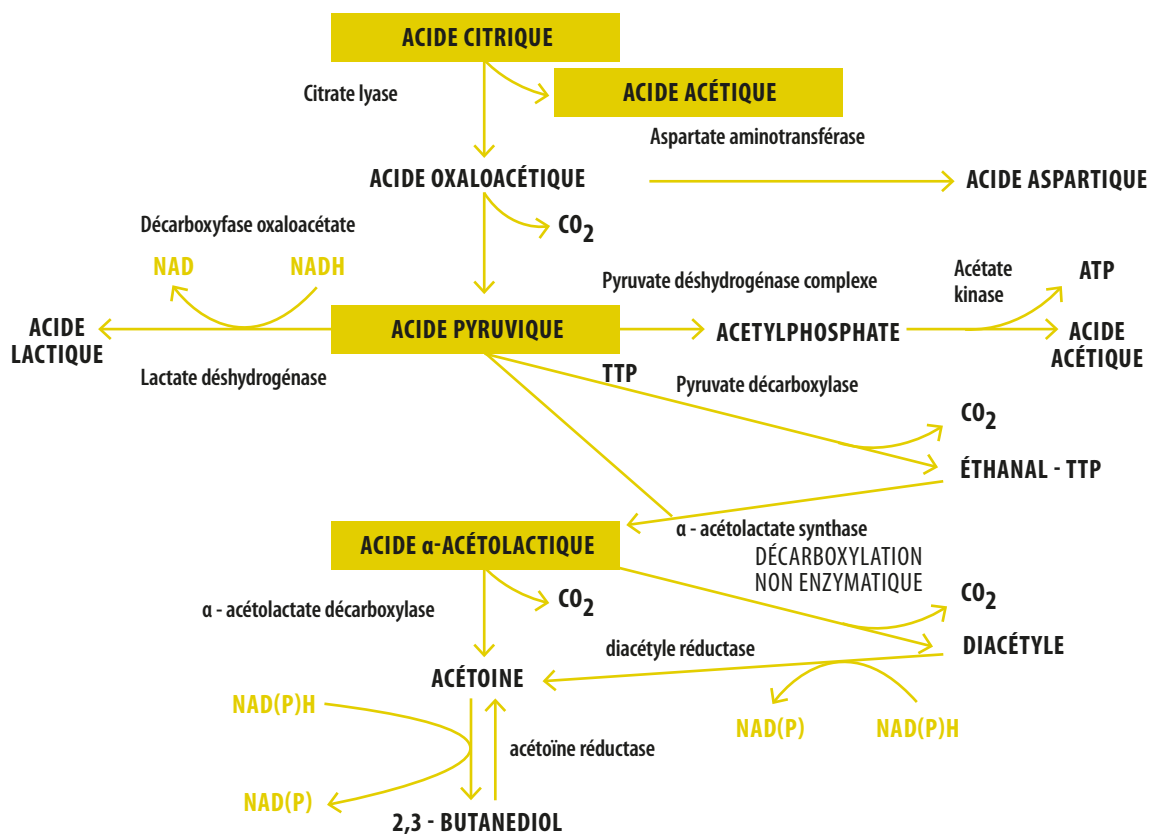 ACIDE CITRIQUE
Citrate lyase
ACIDE ACÉTIQUE
Aspartate aminotransférase
ACIDE OXALOACÉTIQUE
ACIDE ASPARTIQUE
CO2
Décarboxyfase oxaloacétate
NAD
NADH
Pyruvate déshydrogénase complexe
Acétate
kinase
ATP
ACIDE
LACTIQUE
ACIDE PYRUVIQUE
ACETYLPHOSPHATE
ACIDE
ACÉTIQUE
Lactate déshydrogénase
TTP
Pyruvate décarboxylase
CO2
ÉTHANAL - TTP
α - acétolactate synthase
ACIDE α-ACÉTOLACTIQUE
DÉCARBOXYLATION
NON ENZYMATIQUE
α - acétolactate décarboxylase
CO2
CO2
diacétyle réductase
DIACÉTYLE
ACÉTOINE
NAD(P)H
NAD(P)
NAD(P)H
acétoïne réductase
NAD(P)
2,3 - BUTANEDIOL